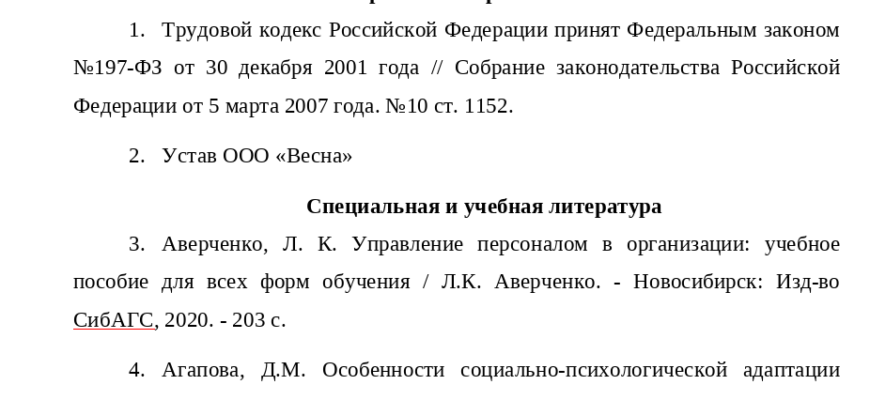 1. Трудовой кодекс Российской Федерации принят Федеральным законом
№197-ФЗ от 30 декабря 2001 года // Собрание законодательства Российской
Федерации от 5 марта 2007 года. №10 ст. 1152.
2. Устав ООО «Весна»
Специальная и учебная литература
3. Аверченко, Л. К. Управление персоналом в организации: учебное
пособие для всех форм обучения / Л.К. Аверченко. - Новосибирск: Изд-во
СибАГС, 2020. - 203 с.
4. Агапова, Д.М. Особенности социально-психологической адаптации